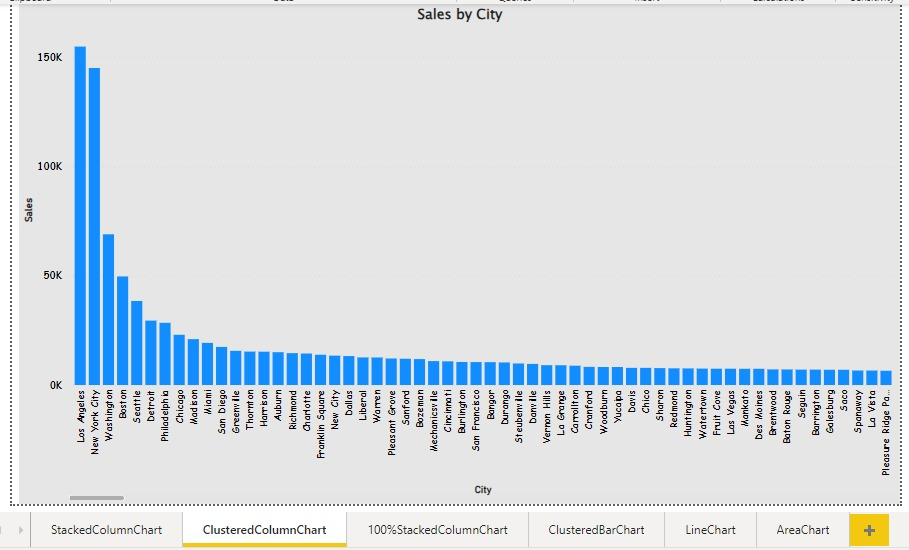 Sales by City
150K
100K
50K
0K
Sales
Los Angeles
New York City
Washington
Boston
Seattle
Detroit
Philadelphia
Chicago
Madison
Miami
San Diego
Greenville
Thornton
Harrison
Auburn
Richmond
Charlotte
Franklin Square
New City
Dallas
Liberal
Warren
Pleasant Grove
Sanford
Bozeman
Mechanicsville
Cincinnati
Burlington
San Francisco
Bangor
Durango
Steubenville
Danville
Vernon Hills
La Grange
Carrollton
Cranford
Woodburn
Yucaipa
Davis
Chico
Sharon
Redmond
Huntington
Watertown
Fruit Cove
Las Vegas
Mankato
Des Moines
Brentwood
Baton Rouge
Seguin
Barrington
Galesburg
Saco
Spanaway
La Vista
Pleasure Ridge Pa...
City
StackedColumnChart
ClusteredColumnChart
100%StackedColumnChart
ClusteredBarChart
LineChart
AreaChart
+